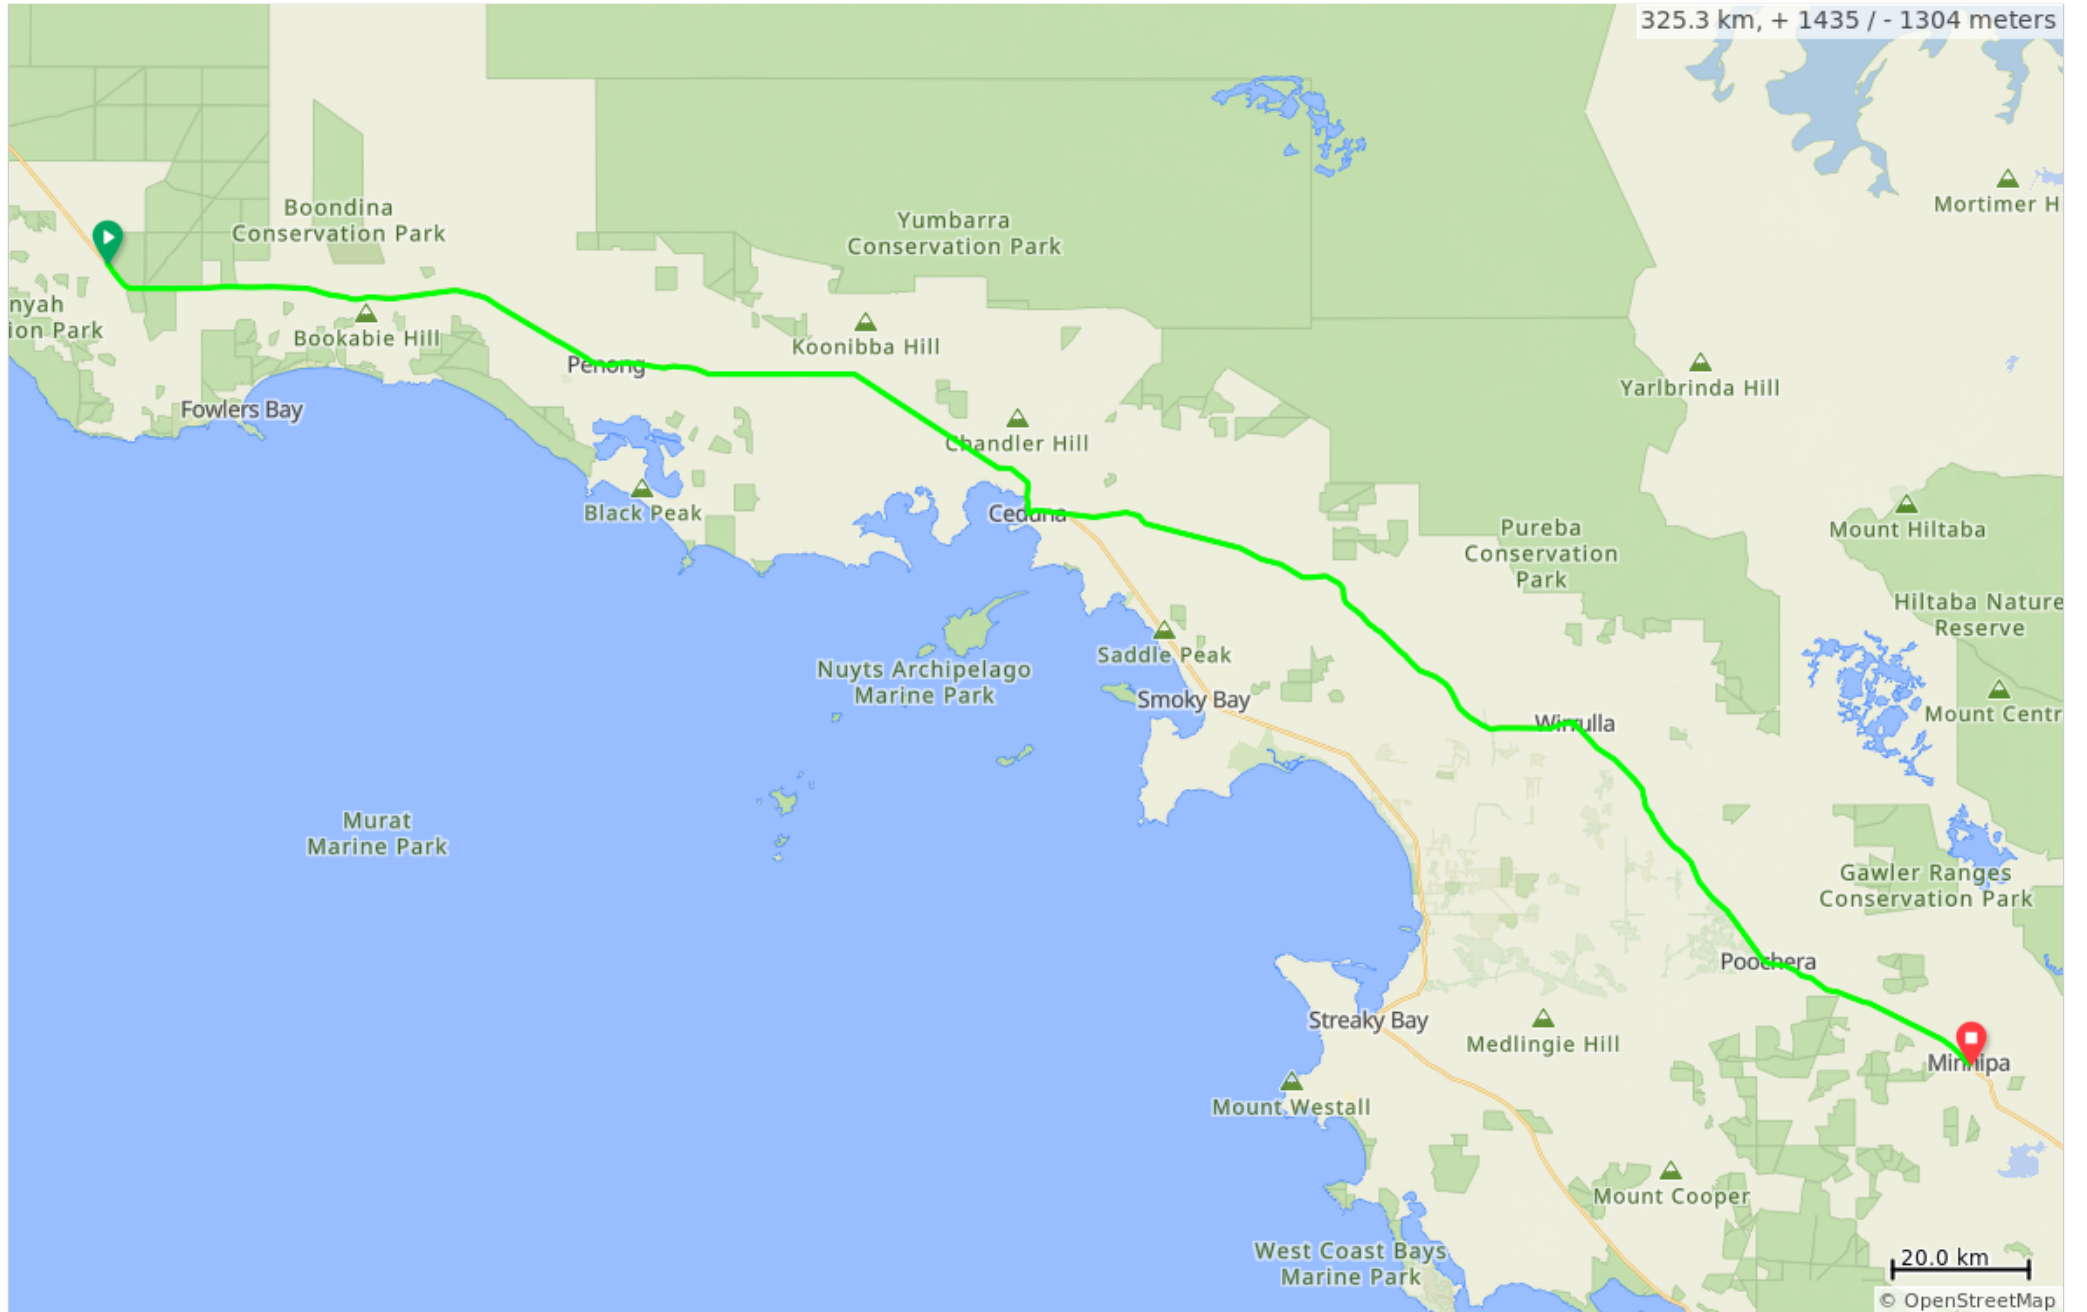 325.3 km, + 1435 / - 1304 meters
Mortimer H
Boondina
Conservation Park
Yumbarra
Conservation Park
nyah
ion Park
Bookabie Hill
Koonibba Hill
Penong
Yarlbrinda Hill
Fowlers Bay
Chandler Hill
Black Peak
Ceduna
Pureba
Conservation
Park
Mount Hiltaba
Hiltaba Nature
Reserve
Saddle Peak
Nuyts Archipelago
Marine Park
Smoky Bay
Mount Centr
Wirrulla
Murat
Marine Park
Gawler Ranges
Conservation Park
Poochera
Streaky Bay
Medlingie Hill
Minnipa
Mount Westall
Mount Cooper
West Coast Bays
Marine Park
20.0 km
© OpenStreetMap